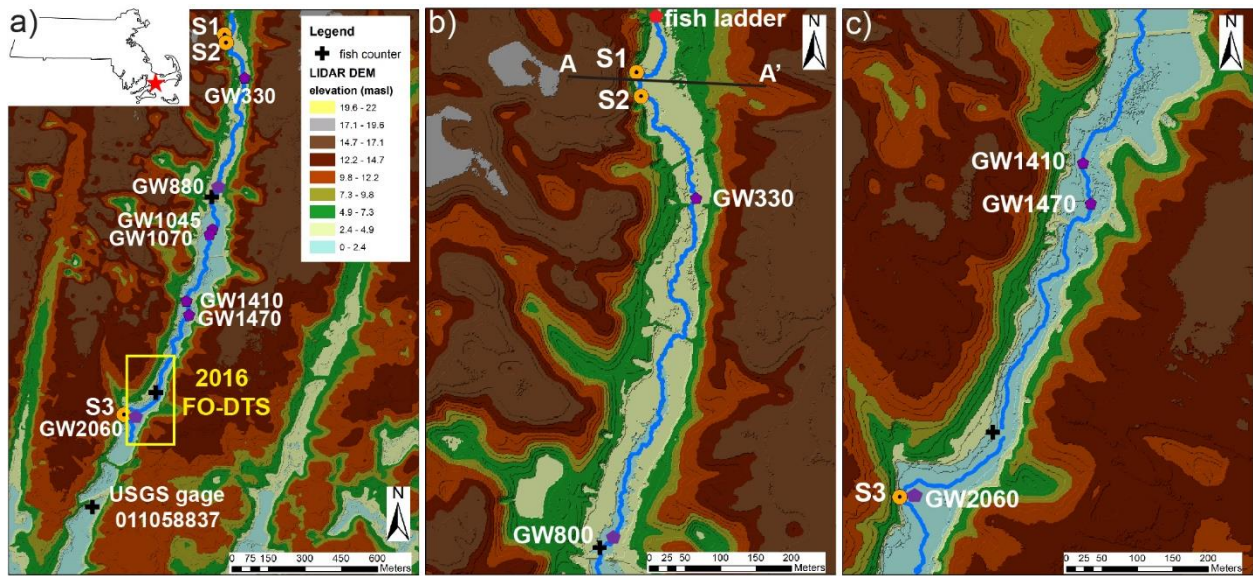 a)
S1
S2
GW330
GW880
GW1045
GW1070
GW1410
GW1470
2016
FO-DTS
S3
GW2060
USGS gage
011058837
Legend
fish counter
LIDAR DEM
elevation (masl)
19.6 - 22
17.1 - 19.6
14.7 - 17.1
12.2 - 14.7
9.8 - 12.2
7.3 - 9.8
4.9 - 7.3
2.4 - 4.9
0 - 2.4
N
0 75 150 300 450 600
Meters
b)
fish ladder
N
S1
A
A'
S2
GW330
GW800
0 25 50 100 150 200
Meters
c)
N
GW1410
GW1470
S3
GW2060
0 25 50 100 150 200
Meters